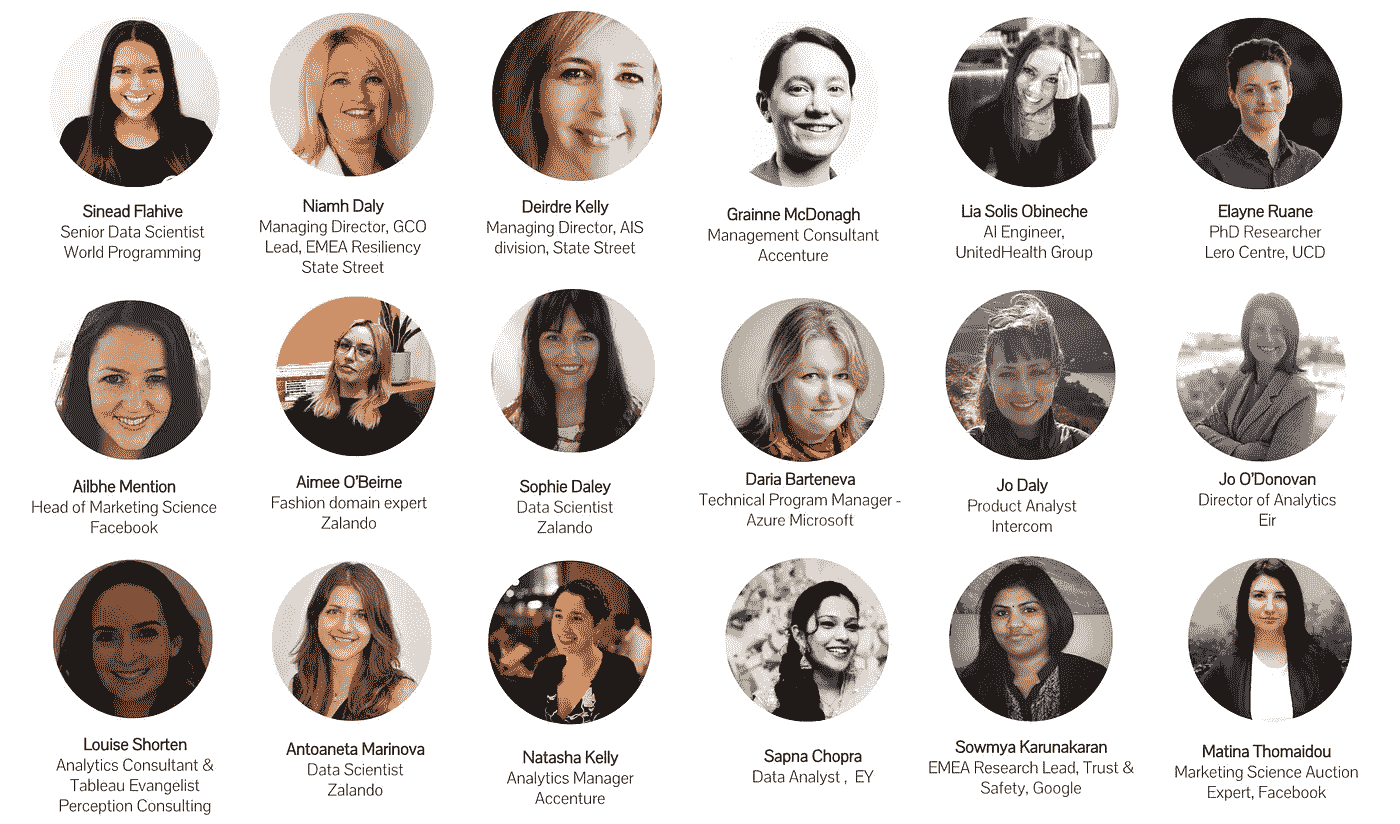 Sinead Flahive
Senior Data Scientist
World Programming
Niamh Daly
Managing Director, GCO
Lead, EMEA Resiliency
State Street
Deirdre Kelly
Managing Director, AIS
division, State Street
Grainne McDonagh
Management Consultant
Accenture
Lia Solis Obineche
AI Engineer,
UnitedHealth Group
Elayne Ruane
PhD Researcher
Lero Centre, UCD
Ailbhe Mention
Head of Marketing Science
Facebook
Aimee O'Beirne
Fashion domain expert
Zalando
Sophie Daley
Data Scientist
Zalando
Daria Barteneva
Technical Program Manager -
Azure Microsoft
Jo Daly
Product Analyst
Intercom
Jo O'Donovan
Director of Analytics
Eir
Louise Shorten
Analytics Consultant &
Tableau Evangelist
Perception Consulting
Antoaneta Marinova
Data Scientist
Zalando
Natasha Kelly
Analytics Manager
Accenture
Sapna Chopra
Data Analyst , EY
Sowmya Karunakaran
EMEA Research Lead, Trust &
Safety, Google
Matina Thomaidou
Marketing Science Auction
Expert, Facebook